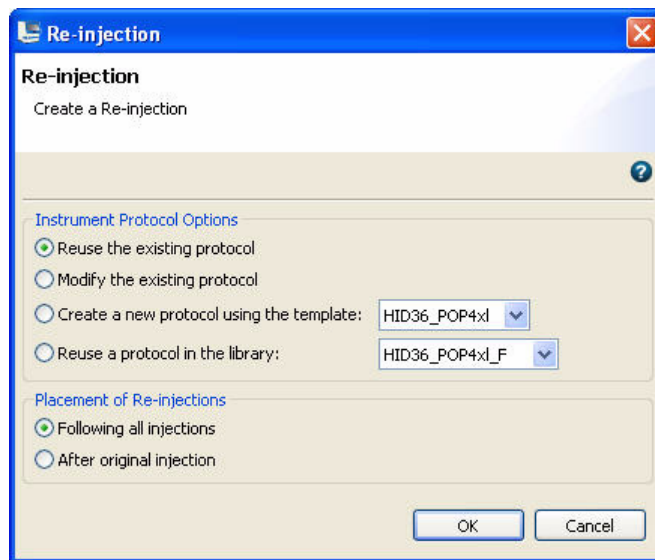 Re-injection
Re-injection
Create a Re-injection
?
Instrument Protocol Options
Reuse the existing protocol
Modify the existing protocol
Create a new protocol using the template: HID36_POP4xl
Reuse a protocol in the library: HID36_POP4xl_F
Placement of Re-injections
Following all injections
After original injection
OK Cancel